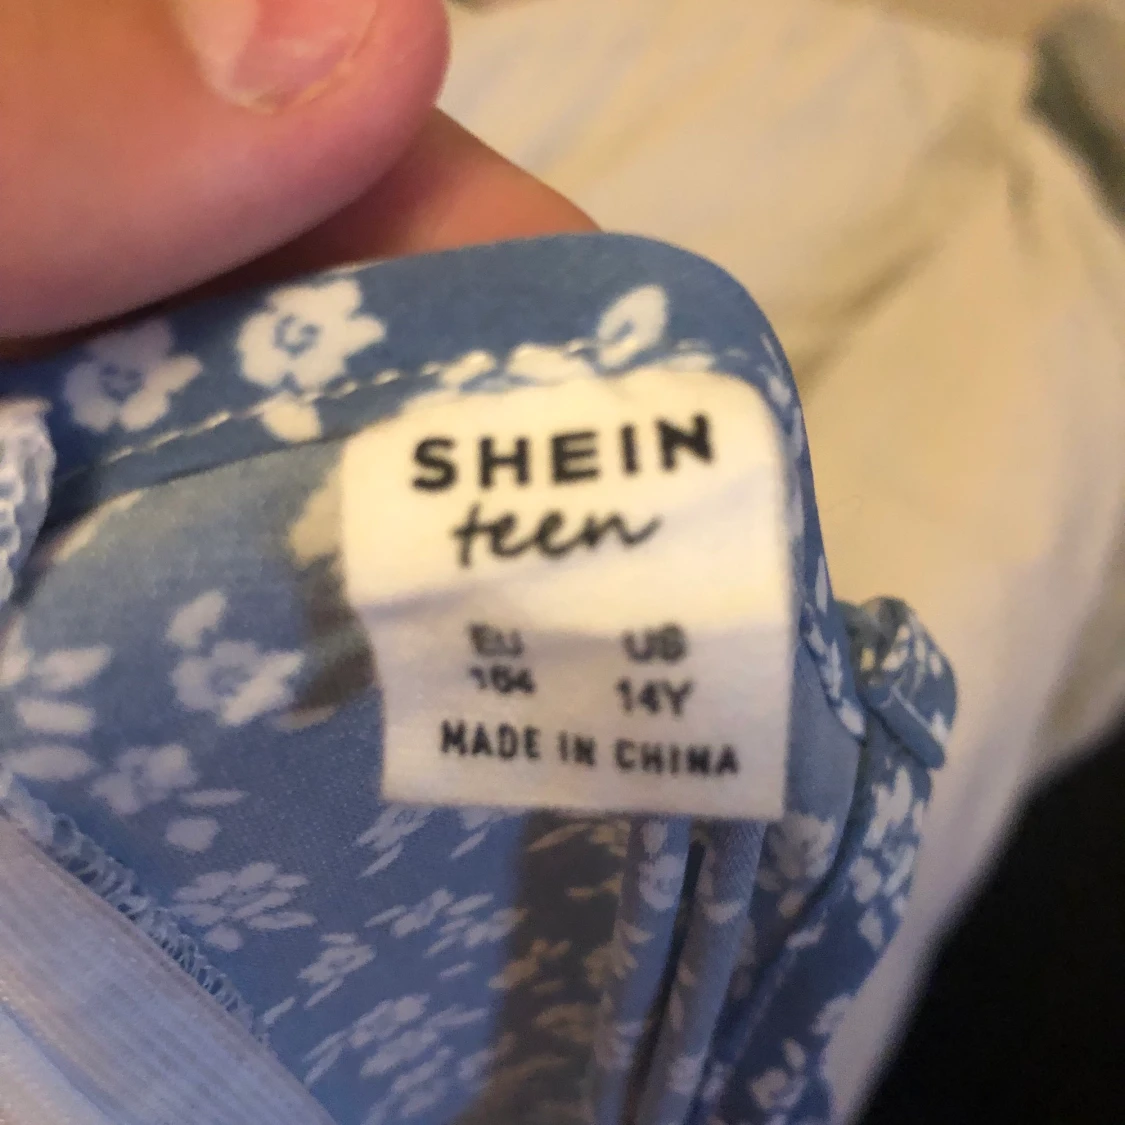 SHEIN
teen
EU US
164 14Y
MADE IN CHINA